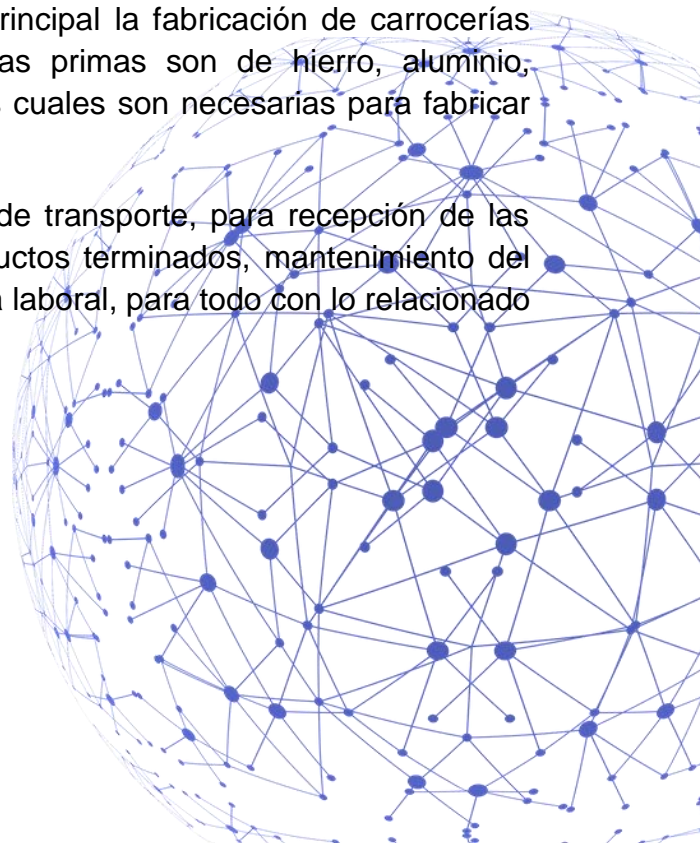 rincipal la fabricación de carrocerías
as primas son de hierro, aluminio,
s cuales son necesarias para fabricar
de transporte, para recepción de las
uctos terminados, mantenimiento del
a laboral, para todo con lo relacionado